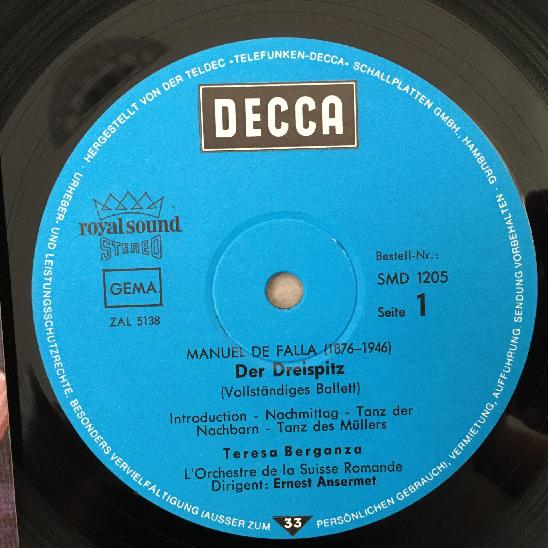 URHEBER- UND LEISTUNGSSCHUTZRECHTE, BESONDERS VERVIELFÄLTIGUNG (AUSSER ZUM PERSÖNLICHEN GEBRAUCH), VERMIETUNG, AUFFÜHRUNG, SENDUNG VORBEHALTEN · HERGESTELLT VON DER TELDEC »TELEFUNKEN-DECCA« SCHALLPLATTEN GMBH., HAMBURG ·
DECCA
royal sound
STEREO
GEMA
ZAL 5138
Bestell-Nr.:
SMD 1205
Seite 1
MANUEL DE FALLA (1876-1946)
Der Dreispitz
(Vollständiges Ballett)
Introduction - Nachmittag - Tanz der
Nachbarn - Tanz des Müllers
Teresa Berganza
L'Orchestre de la Suisse Romande
Dirigent: Ernest Ansermet
33